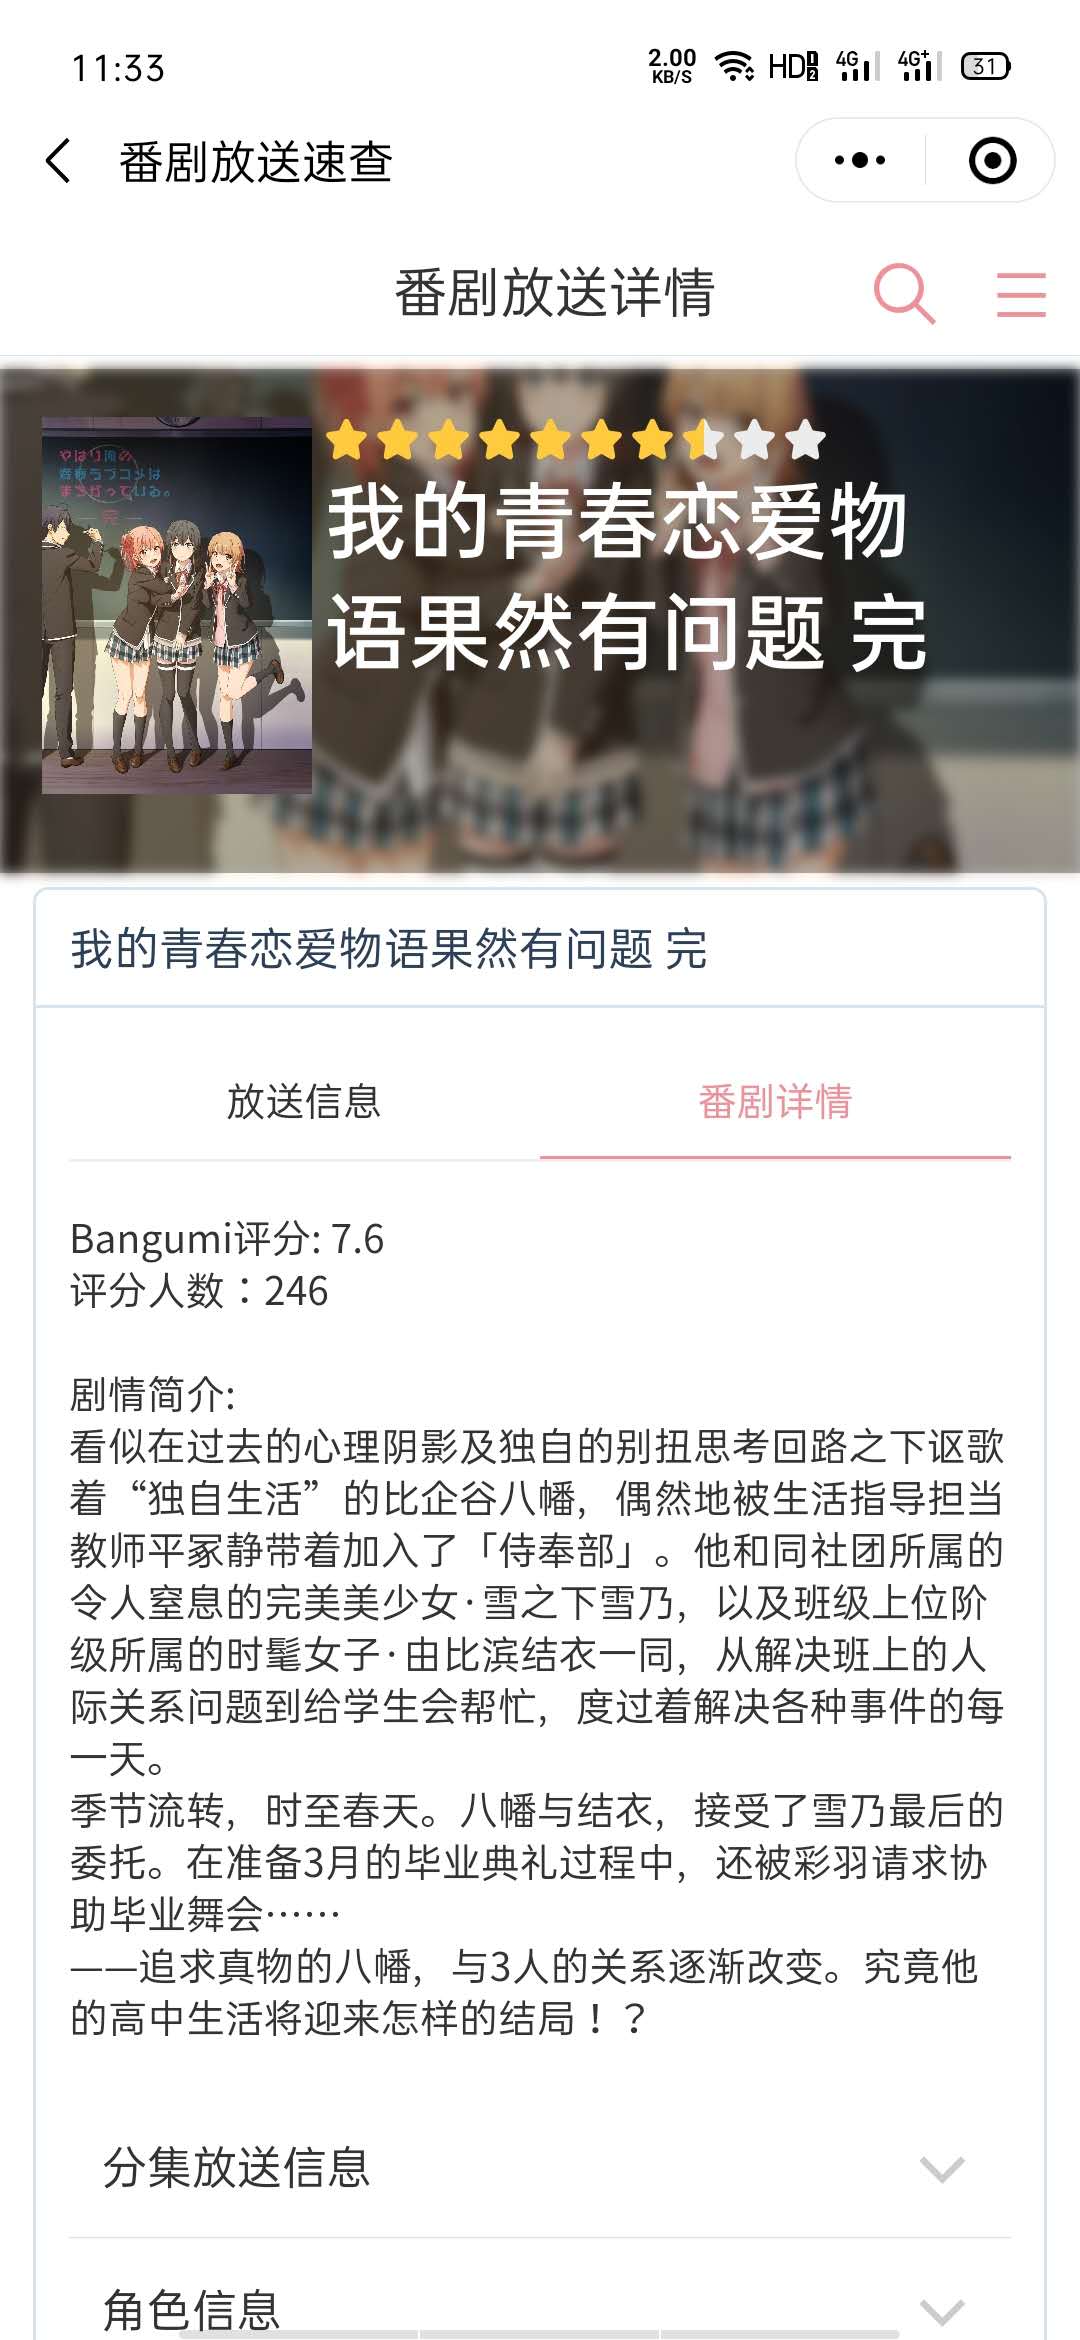 11:33
2.00
KB/S
HD 1 2
4G
4G+
31
番剧放送速查
番剧放送详情
やはり俺の
青春ラブコメは
まちがっている。
完
我的青春恋爱物
语果然有问题 完
我的青春恋爱物语果然有问题 完
放送信息
番剧详情
Bangumi评分: 7.6
评分人数：246
剧情简介:
看似在过去的心理阴影及独自的别扭思考回路之下讴歌
着“独自生活”的比企谷八幡，偶然地被生活指导担当
教师平冢静带着加入了「侍奉部」。他和同社团所属的
令人窒息的完美美少女·雪之下雪乃，以及班级上位阶
级所属的时髦女子·由比滨结衣一同，从解决班上的人
际关系问题到给学生会帮忙，度过着解决各种事件的每
一天。
季节流转，时至春天。八幡与结衣，接受了雪乃最后的
委托。在准备3月的毕业典礼过程中，还被彩羽请求协
助毕业舞会……
——追求真物的八幡，与3人的关系逐渐改变。究竟他
的高中生活将迎来怎样的结局！？
分集放送信息
角色信息